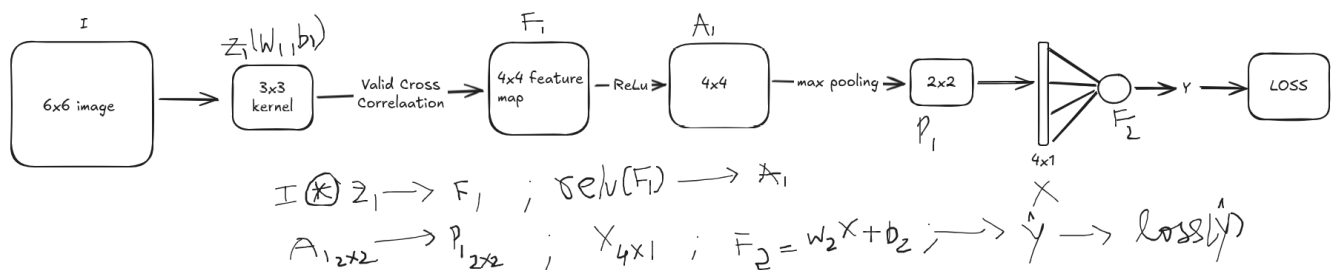 I
Z₁(W₁,b₁)
F₁
A₁
6x6 image
3x3
kernel
Valid Cross
Correlaation
4x4 feature
map
ReLu
4x4
max pooling
2x2
P₁
4x1
X
F₂
Y
LOSS
I ⊛ Z₁ → F₁ ; relu(F₁) → A₁
A₁ 2x2 → P₁ 2x2 ; X 4x1 ; F₂ = W₂X + b₂ ; → ŷ → loss(ŷ)